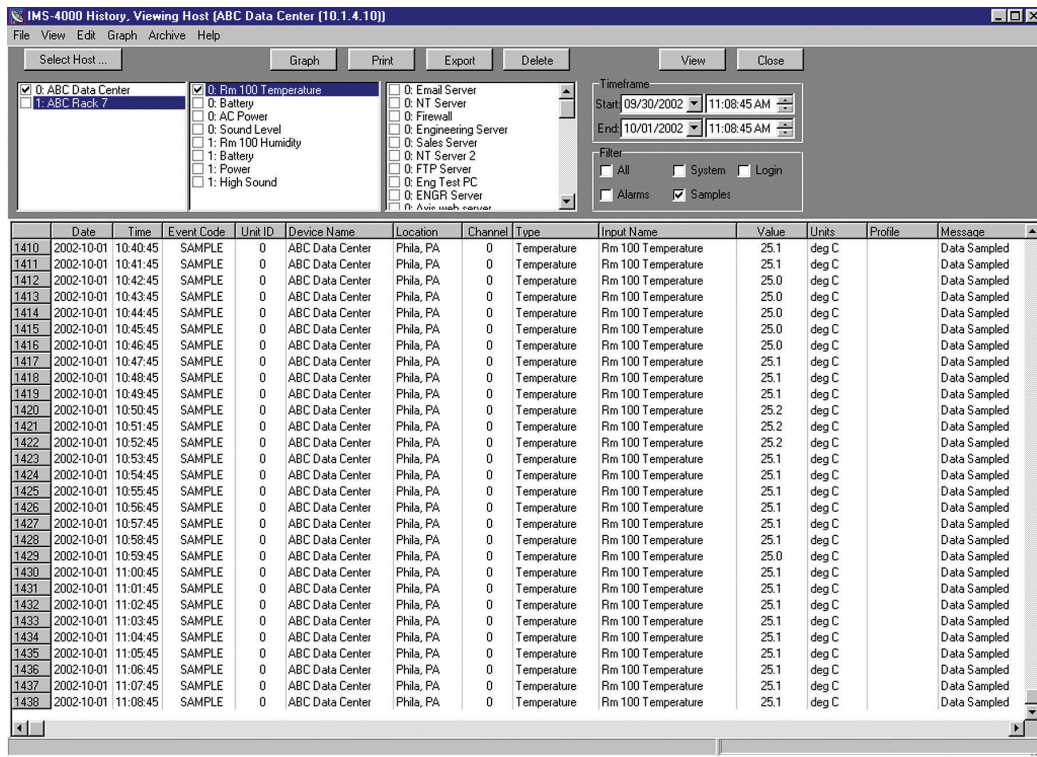 IMS-4000 History, Viewing Host (ABC Data Center (10.1.4.10))
File View Edit Graph Archive Help
Select Host ... Graph Print Export Delete View Close
0: ABC Data Center
1: ABC Rack 7
0: Rm 100 Temperature
0: Battery
0: AC Power
0: Sound Level
1: Rm 100 Humidity
1: Battery
1: Power
1: High Sound
0: Email Server
0: NT Server
0: Firewall
0: Engineering Server
0: Sales Server
0: NT Server 2
0: FTP Server
0: Eng Test PC
0: ENGR Server
0: Axis web server
Timeframe
Start: 09/30/2002 11:08:45 AM
End: 10/01/2002 11:08:45 AM
Filter
All System Login
Alarms Samples
Date Time Event Code Unit ID Device Name Location Channel Type Input Name Value Units Profile Message
1410 2002-10-01 10:40:45 SAMPLE 0 ABC Data Center Phila, PA 0 Temperature Rm 100 Temperature 25.1 deg C Data Sampled
1411 2002-10-01 10:41:45 SAMPLE 0 ABC Data Center Phila, PA 0 Temperature Rm 100 Temperature 25.1 deg C Data Sampled
1412 2002-10-01 10:42:45 SAMPLE 0 ABC Data Center Phila, PA 0 Temperature Rm 100 Temperature 25.0 deg C Data Sampled
1413 2002-10-01 10:43:45 SAMPLE 0 ABC Data Center Phila, PA 0 Temperature Rm 100 Temperature 25.0 deg C Data Sampled
1414 2002-10-01 10:44:45 SAMPLE 0 ABC Data Center Phila, PA 0 Temperature Rm 100 Temperature 25.0 deg C Data Sampled
1415 2002-10-01 10:45:45 SAMPLE 0 ABC Data Center Phila, PA 0 Temperature Rm 100 Temperature 25.0 deg C Data Sampled
1416 2002-10-01 10:46:45 SAMPLE 0 ABC Data Center Phila, PA 0 Temperature Rm 100 Temperature 25.0 deg C Data Sampled
1417 2002-10-01 10:47:45 SAMPLE 0 ABC Data Center Phila, PA 0 Temperature Rm 100 Temperature 25.1 deg C Data Sampled
1418 2002-10-01 10:48:45 SAMPLE 0 ABC Data Center Phila, PA 0 Temperature Rm 100 Temperature 25.1 deg C Data Sampled
1419 2002-10-01 10:49:45 SAMPLE 0 ABC Data Center Phila, PA 0 Temperature Rm 100 Temperature 25.1 deg C Data Sampled
1420 2002-10-01 10:50:45 SAMPLE 0 ABC Data Center Phila, PA 0 Temperature Rm 100 Temperature 25.2 deg C Data Sampled
1421 2002-10-01 10:51:45 SAMPLE 0 ABC Data Center Phila, PA 0 Temperature Rm 100 Temperature 25.2 deg C Data Sampled
1422 2002-10-01 10:52:45 SAMPLE 0 ABC Data Center Phila, PA 0 Temperature Rm 100 Temperature 25.2 deg C Data Sampled
1423 2002-10-01 10:53:45 SAMPLE 0 ABC Data Center Phila, PA 0 Temperature Rm 100 Temperature 25.1 deg C Data Sampled
1424 2002-10-01 10:54:45 SAMPLE 0 ABC Data Center Phila, PA 0 Temperature Rm 100 Temperature 25.1 deg C Data Sampled
1425 2002-10-01 10:55:45 SAMPLE 0 ABC Data Center Phila, PA 0 Temperature Rm 100 Temperature 25.1 deg C Data Sampled
1426 2002-10-01 10:56:45 SAMPLE 0 ABC Data Center Phila, PA 0 Temperature Rm 100 Temperature 25.1 deg C Data Sampled
1427 2002-10-01 10:57:45 SAMPLE 0 ABC Data Center Phila, PA 0 Temperature Rm 100 Temperature 25.1 deg C Data Sampled
1428 2002-10-01 10:58:45 SAMPLE 0 ABC Data Center Phila, PA 0 Temperature Rm 100 Temperature 25.1 deg C Data Sampled
1429 2002-10-01 10:59:45 SAMPLE 0 ABC Data Center Phila, PA 0 Temperature Rm 100 Temperature 25.0 deg C Data Sampled
1430 2002-10-01 11:00:45 SAMPLE 0 ABC Data Center Phila, PA 0 Temperature Rm 100 Temperature 25.1 deg C Data Sampled
1431 2002-10-01 11:01:45 SAMPLE 0 ABC Data Center Phila, PA 0 Temperature Rm 100 Temperature 25.1 deg C Data Sampled
1432 2002-10-01 11:02:45 SAMPLE 0 ABC Data Center Phila, PA 0 Temperature Rm 100 Temperature 25.1 deg C Data Sampled
1433 2002-10-01 11:03:45 SAMPLE 0 ABC Data Center Phila, PA 0 Temperature Rm 100 Temperature 25.1 deg C Data Sampled
1434 2002-10-01 11:04:45 SAMPLE 0 ABC Data Center Phila, PA 0 Temperature Rm 100 Temperature 25.1 deg C Data Sampled
1435 2002-10-01 11:05:45 SAMPLE 0 ABC Data Center Phila, PA 0 Temperature Rm 100 Temperature 25.1 deg C Data Sampled
1436 2002-10-01 11:06:45 SAMPLE 0 ABC Data Center Phila, PA 0 Temperature Rm 100 Temperature 25.1 deg C Data Sampled
1437 2002-10-01 11:07:45 SAMPLE 0 ABC Data Center Phila, PA 0 Temperature Rm 100 Temperature 25.1 deg C Data Sampled
1438 2002-10-01 11:08:45 SAMPLE 0 ABC Data Center Phila, PA 0 Temperature Rm 100 Temperature 25.1 deg C Data Sampled